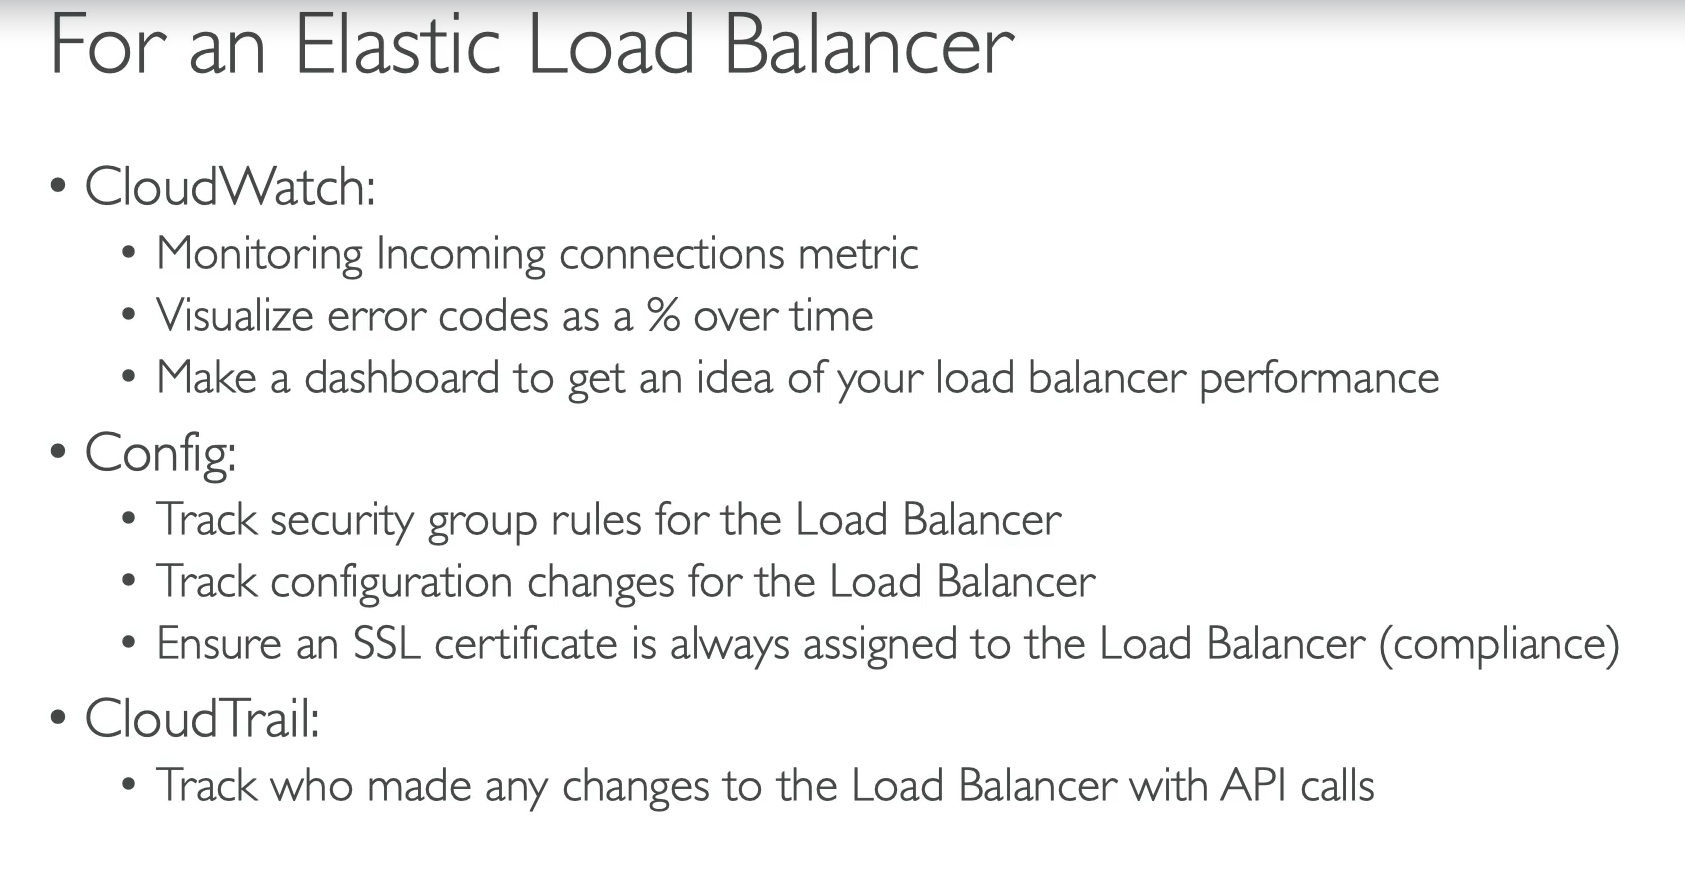 For an Elastic Load Balancer
• CloudWatch:
• Monitoring Incoming connections metric
• Visualize error codes as a % over time
• Make a dashboard to get an idea of your load balancer performance
• Config:
• Track security group rules for the Load Balancer
• Track configuration changes for the Load Balancer
• Ensure an SSL certificate is always assigned to the Load Balancer (compliance)
• CloudTrail:
• Track who made any changes to the Load Balancer with API calls